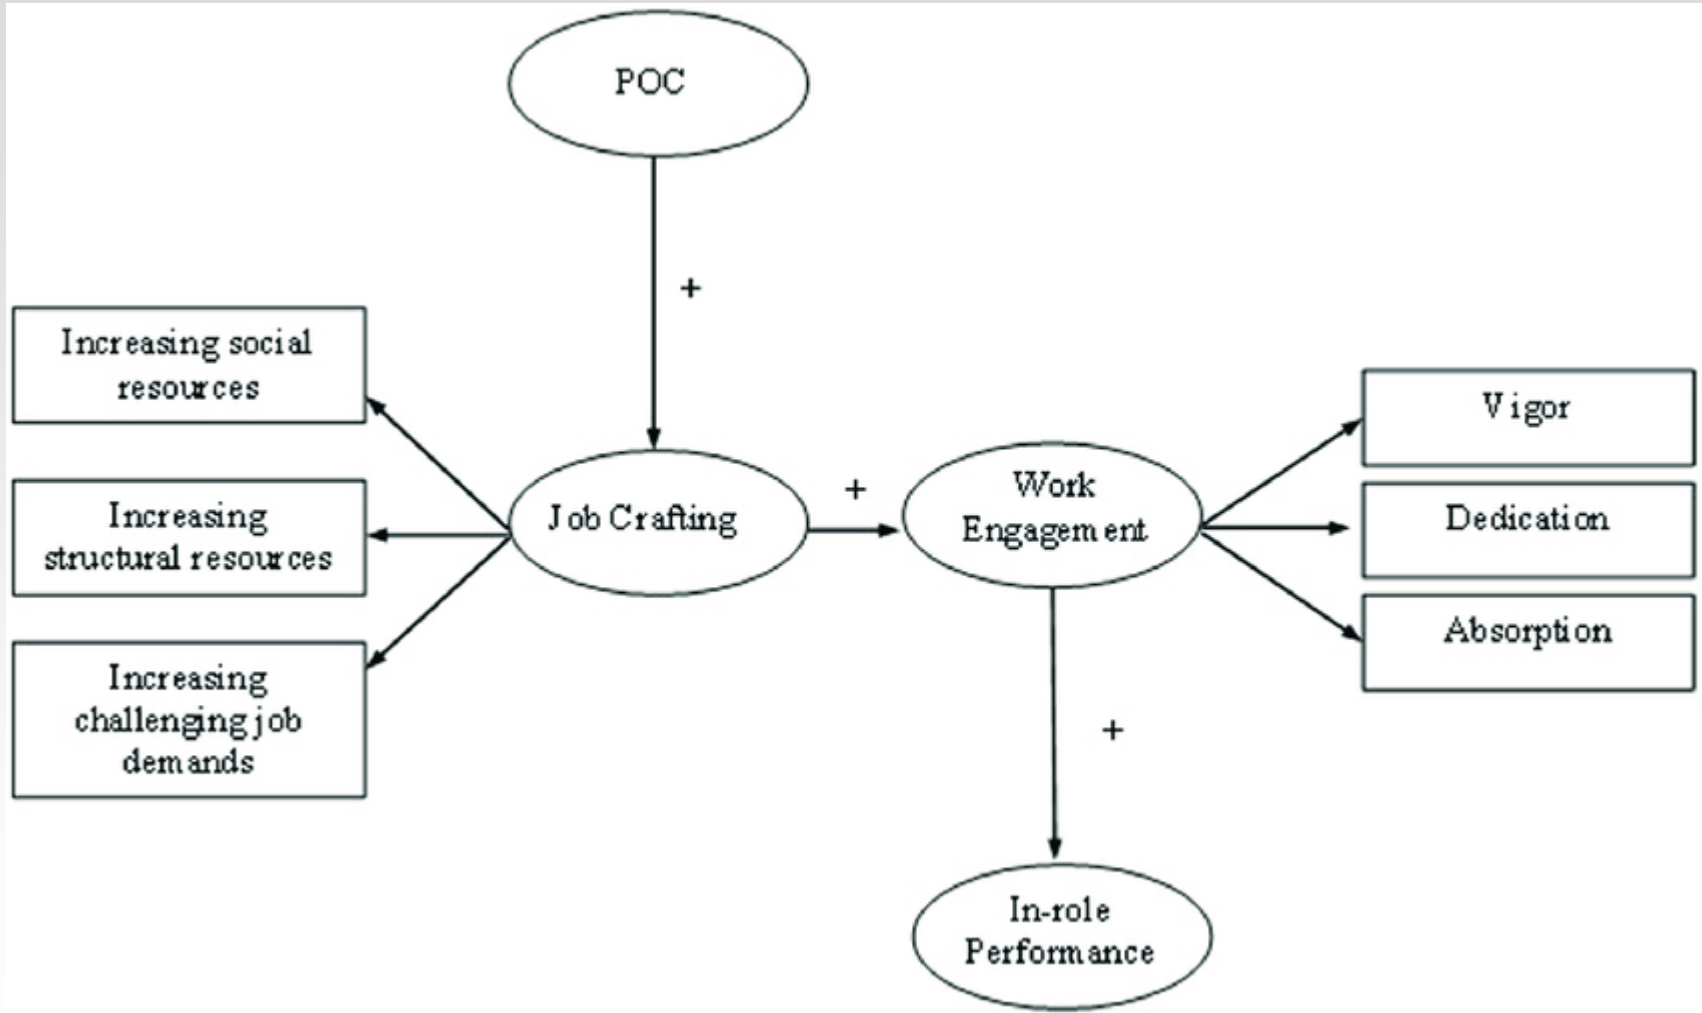 POC
+
Increasing social
resources
Increasing
structural resources
Increasing
challenging job
demands
Job Crafting
+
Work
Engagement
Vigor
Dedication
Absorption
+
In-role
Performance